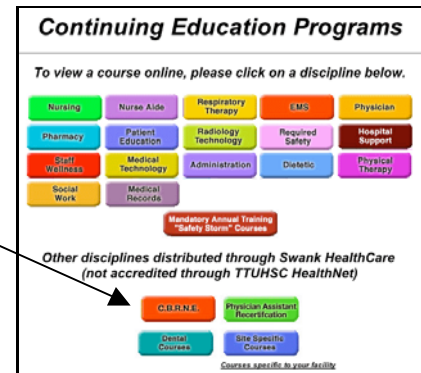 Continuing Education Programs
To view a course online, please click on a discipline below.
Nursing Nurse Aide Respiratory Therapy EMS Physician
Pharmacy Patient Education Radiology Technology Required Safety Hospital Support
Staff Wellness Medical Technology Administration Dietetic Physical Therapy
Social Work Medical Records
Mandatory Annual Training
"Safety Storm" Courses
Other disciplines distributed through Swank HealthCare
(not accredited through TTUHSC HealthNet)
C.B.R.N.E. Physician Assistant Recertifcation
Dental Courses Site Specific Courses
Courses specific to your facility